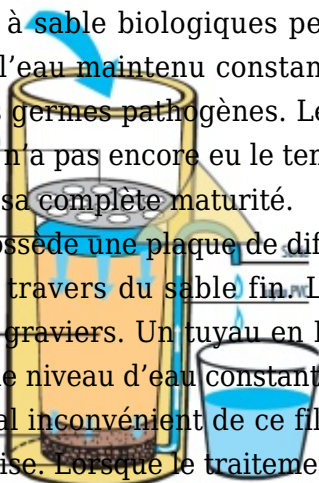 à sable biologiques pe
l'eau maintenu constan
germes pathogènes. Le
n'a pas encore eu le ten
sa complète maturité.
ossède une plaque de dif
travers du sable fin. L
graviers. Un tuyau en
e niveau d'eau constant
al inconvénient de ce fil
ise. Lorsque le traiteme